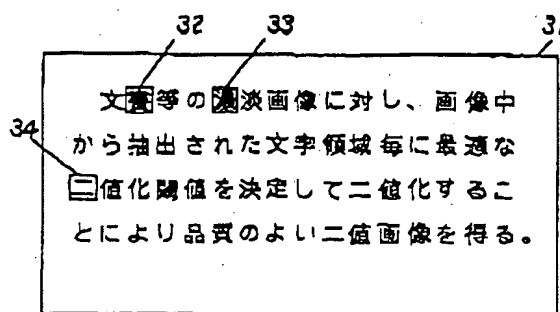 32 33
文書等の濃淡画像に対し、画像中
34
から抽出された文字領域毎に最適な
二値化閾値を決定して二値化するこ
とにより品質のよい二値画像を得る。